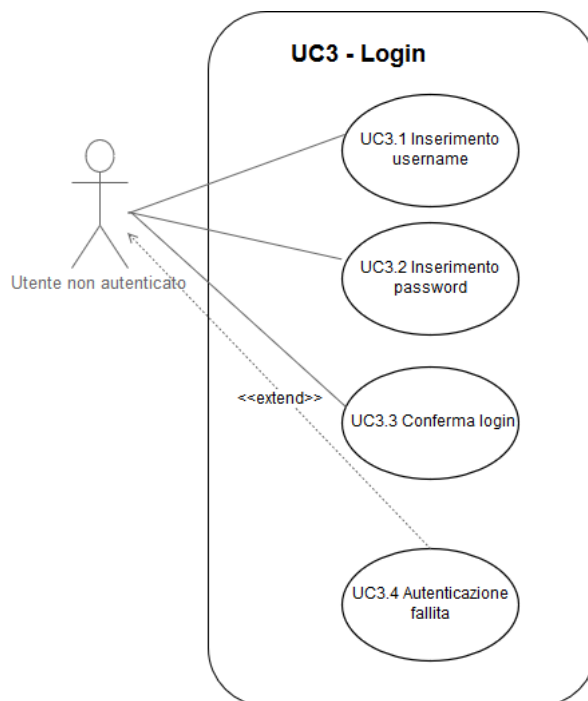 UC3 - Login
UC3.1 Inserimento
username
UC3.2 Inserimento
password
Utente non autenticato
<<extend>>
UC3.3 Conferma login
UC3.4 Autenticazione
fallita